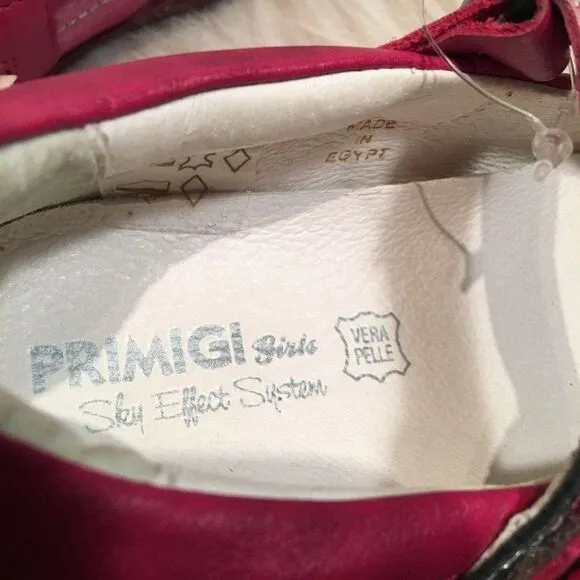 MADE
IN
EGYPT
PRIMIGI Girls
Sky Effect System
VERA
PELLE